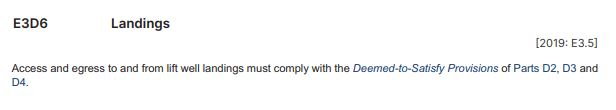 E3D6 Landings
[2019: E3.5]
Access and egress to and from lift well landings must comply with the Deemed-to-Satisfy Provisions of Parts D2, D3 and
D4.